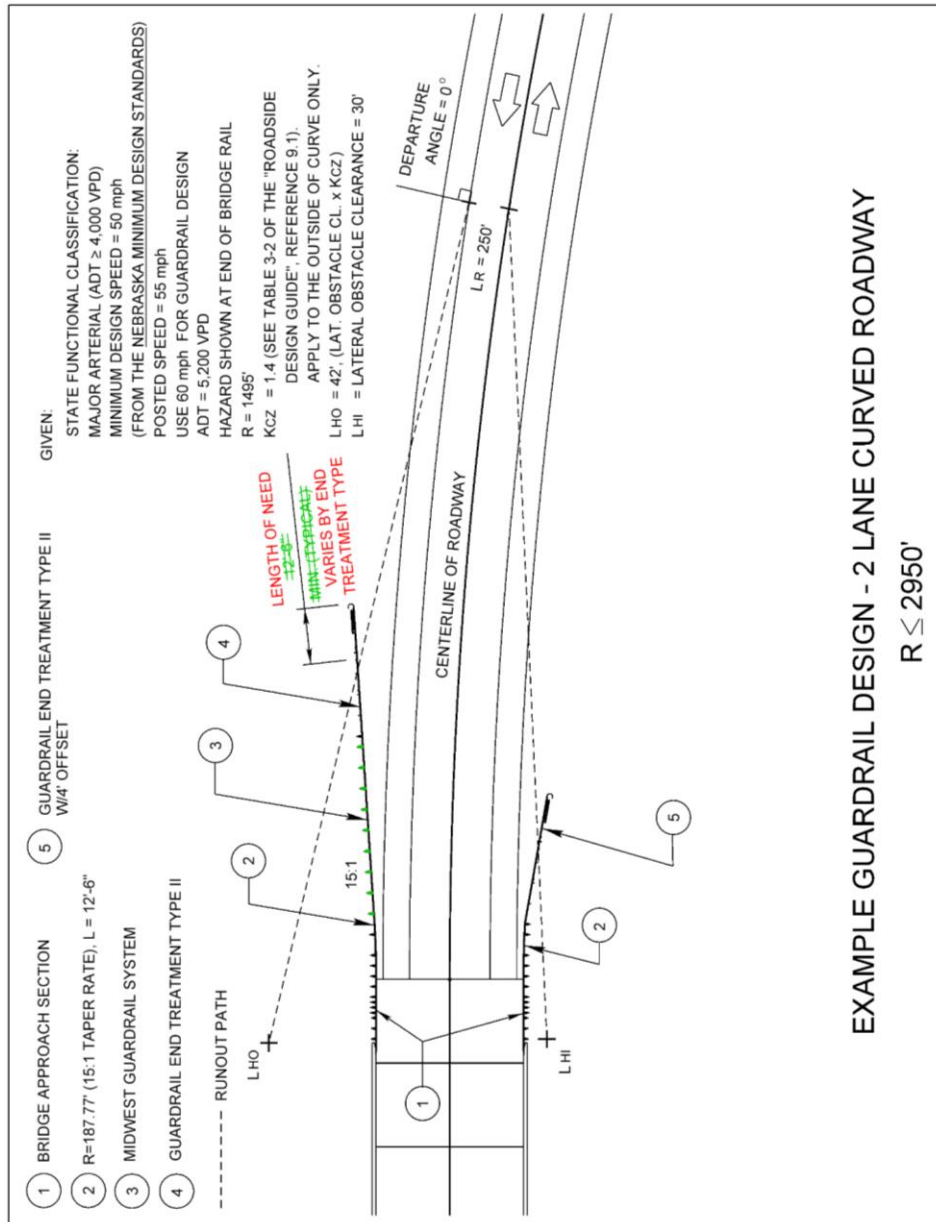 1 BRIDGE APPROACH SECTION
2 R=187.77' (15:1 TAPER RATE), L = 12'-6"
3 MIDWEST GUARDRAIL SYSTEM
4 GUARDRAIL END TREATMENT TYPE II
5 GUARDRAIL END TREATMENT TYPE II
W/4' OFFSET
RUNOUT PATH
GIVEN:
STATE FUNCTIONAL CLASSIFICATION:
MAJOR ARTERIAL (ADT ≥ 4,000 VPD)
MINIMUM DESIGN SPEED = 50 mph
(FROM THE NEBRASKA MINIMUM DESIGN STANDARDS)
POSTED SPEED = 55 mph
USE 60 mph FOR GUARDRAIL DESIGN
ADT = 5,200 VPD
HAZARD SHOWN AT END OF BRIDGE RAIL
R = 1495'
KCZ = 1.4 (SEE TABLE 3-2 OF THE "ROADSIDE
DESIGN GUIDE", REFERENCE 9.1).
APPLY TO THE OUTSIDE OF CURVE ONLY.
LHO = 42', (LAT. OBSTACLE CL. x KCZ)
LHI = LATERAL OBSTACLE CLEARANCE = 30'
LENGTH OF NEED
12'-6"
MIN. (TYPICAL)
VARIES BY END
TREATMENT TYPE
LHO
2
15:1
3
4
DEPARTURE
ANGLE = 0°
LR = 250'
CENTERLINE OF ROADWAY
1
LHI
2
5
EXAMPLE GUARDRAIL DESIGN - 2 LANE CURVED ROADWAY
R ≤ 2950'